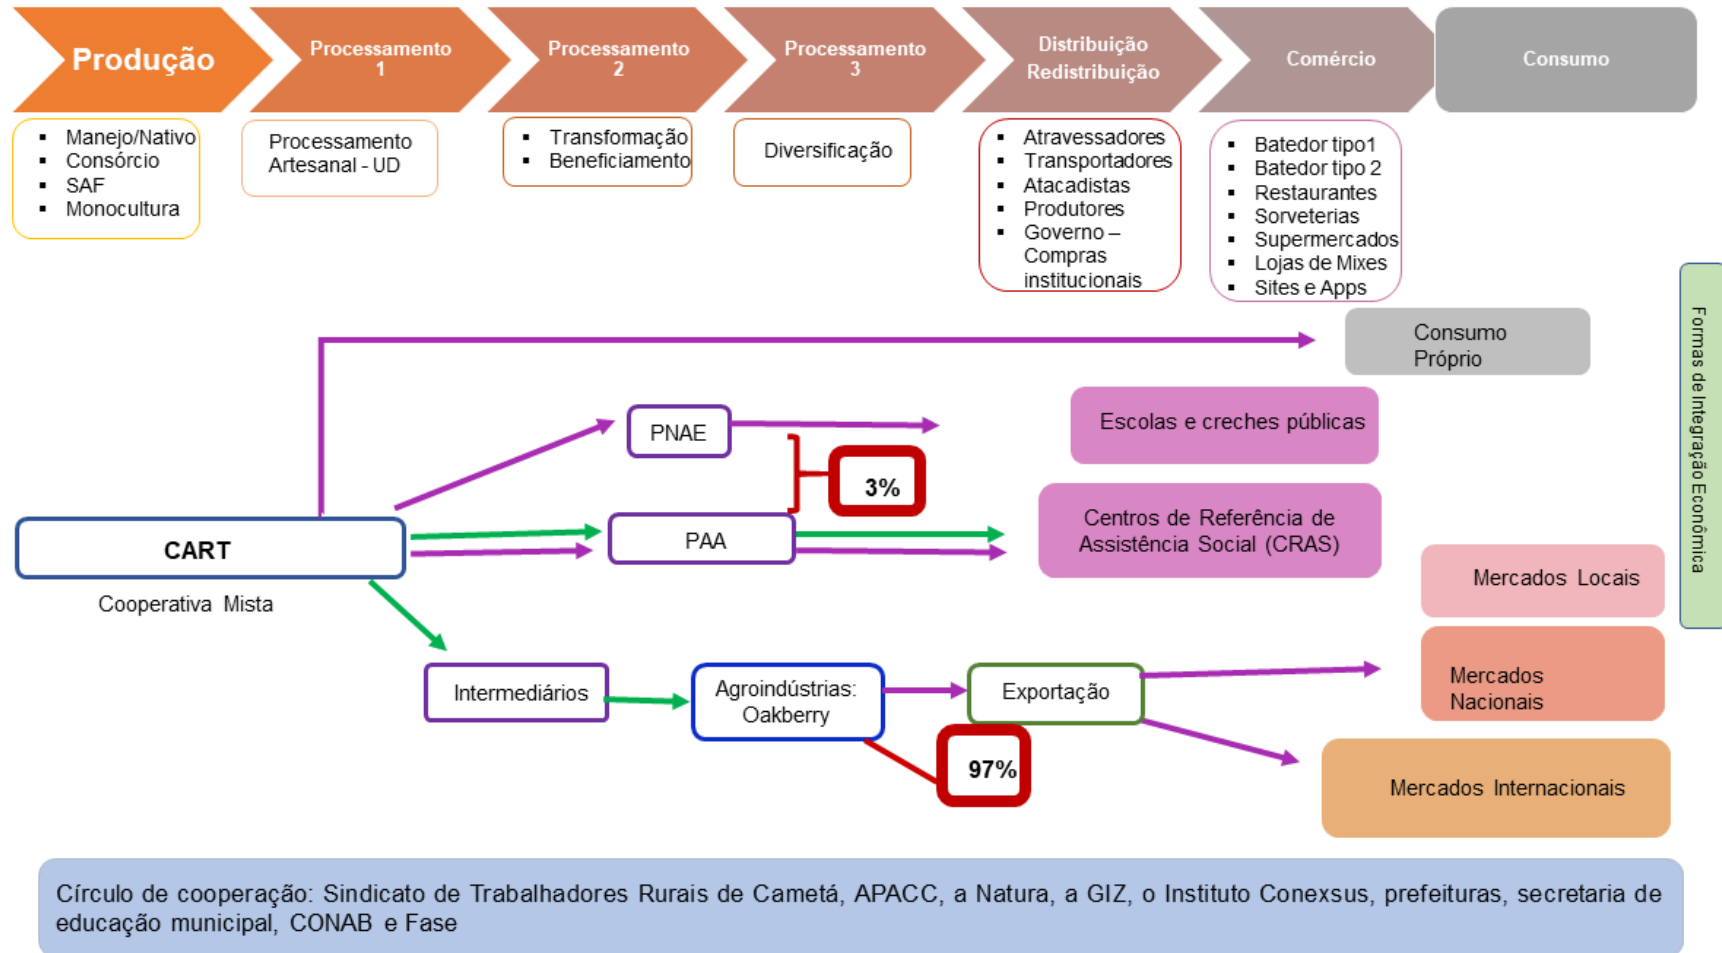 Produção
Processamento
1
Processamento
2
Processamento
3
Distribuição
Redistribuição
Comércio
Consumo
▪ Manejo/Nativo
▪ Consórcio
▪ SAF
▪ Monocultura
Processamento
Artesanal - UD
▪ Transformação
▪ Beneficiamento
Diversificação
▪ Atravessadores
▪ Transportadores
▪ Atacadistas
▪ Produtores
▪ Governo –
Compras
institucionais
▪ Batedor tipo1
▪ Batedor tipo 2
▪ Restaurantes
▪ Sorveterias
▪ Supermercados
▪ Lojas de Mixes
▪ Sites e Apps
Formas de Integração Econômica
Consumo
Próprio
PNAE
Escolas e creches públicas
3%
CART
Cooperativa Mista
PAA
Centros de Referência de
Assistência Social (CRAS)
Mercados Locais
Intermediários
Agroindústrias:
Oakberry
Exportação
Mercados
Nacionais
97%
Mercados Internacionais
Círculo de cooperação: Sindicato de Trabalhadores Rurais de Cametá, APACC, a Natura, a GIZ, o Instituto Conexsus, prefeituras, secretaria de
educação municipal, CONAB e Fase